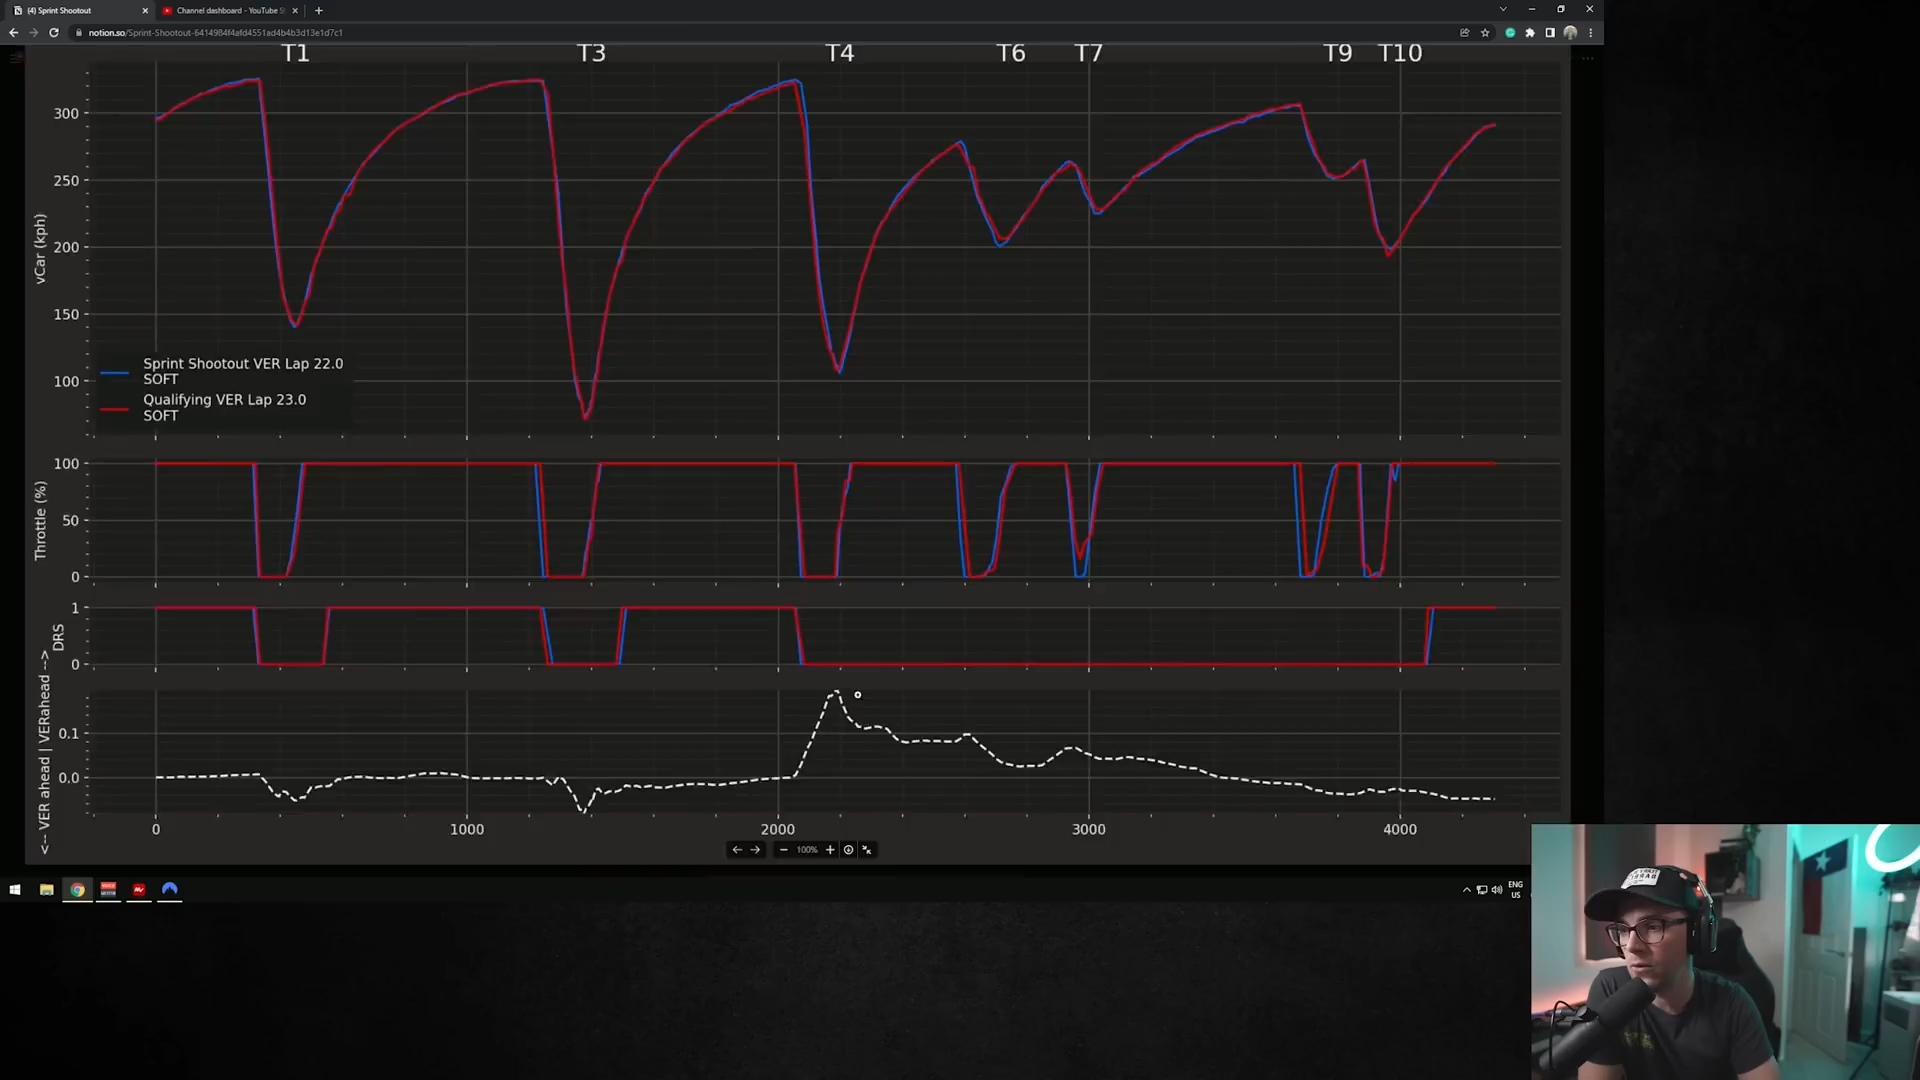 (4) Sprint Shootout
Channel dashboard - YouTube S
notion.so/Sprint-Shootout-6414984f4afd4551ad4b4b3d13e1d7c1
T1 T3 T4 T6 T7 T9 T10
300
250
200
150
100
vCar (kph)
Sprint Shootout VER Lap 22.0
SOFT
Qualifying VER Lap 23.0
SOFT
100
50
0
Throttle (%)
1
0
DRS
0.1
0.0
<-- VER ahead | VERahead -->
0 1000 2000 3000 4000
100%
ENG
US